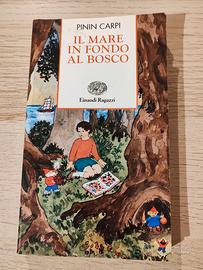 PININ CARPI
IL MARE
IN FONDO
AL BOSCO
Einaudi Ragazzi